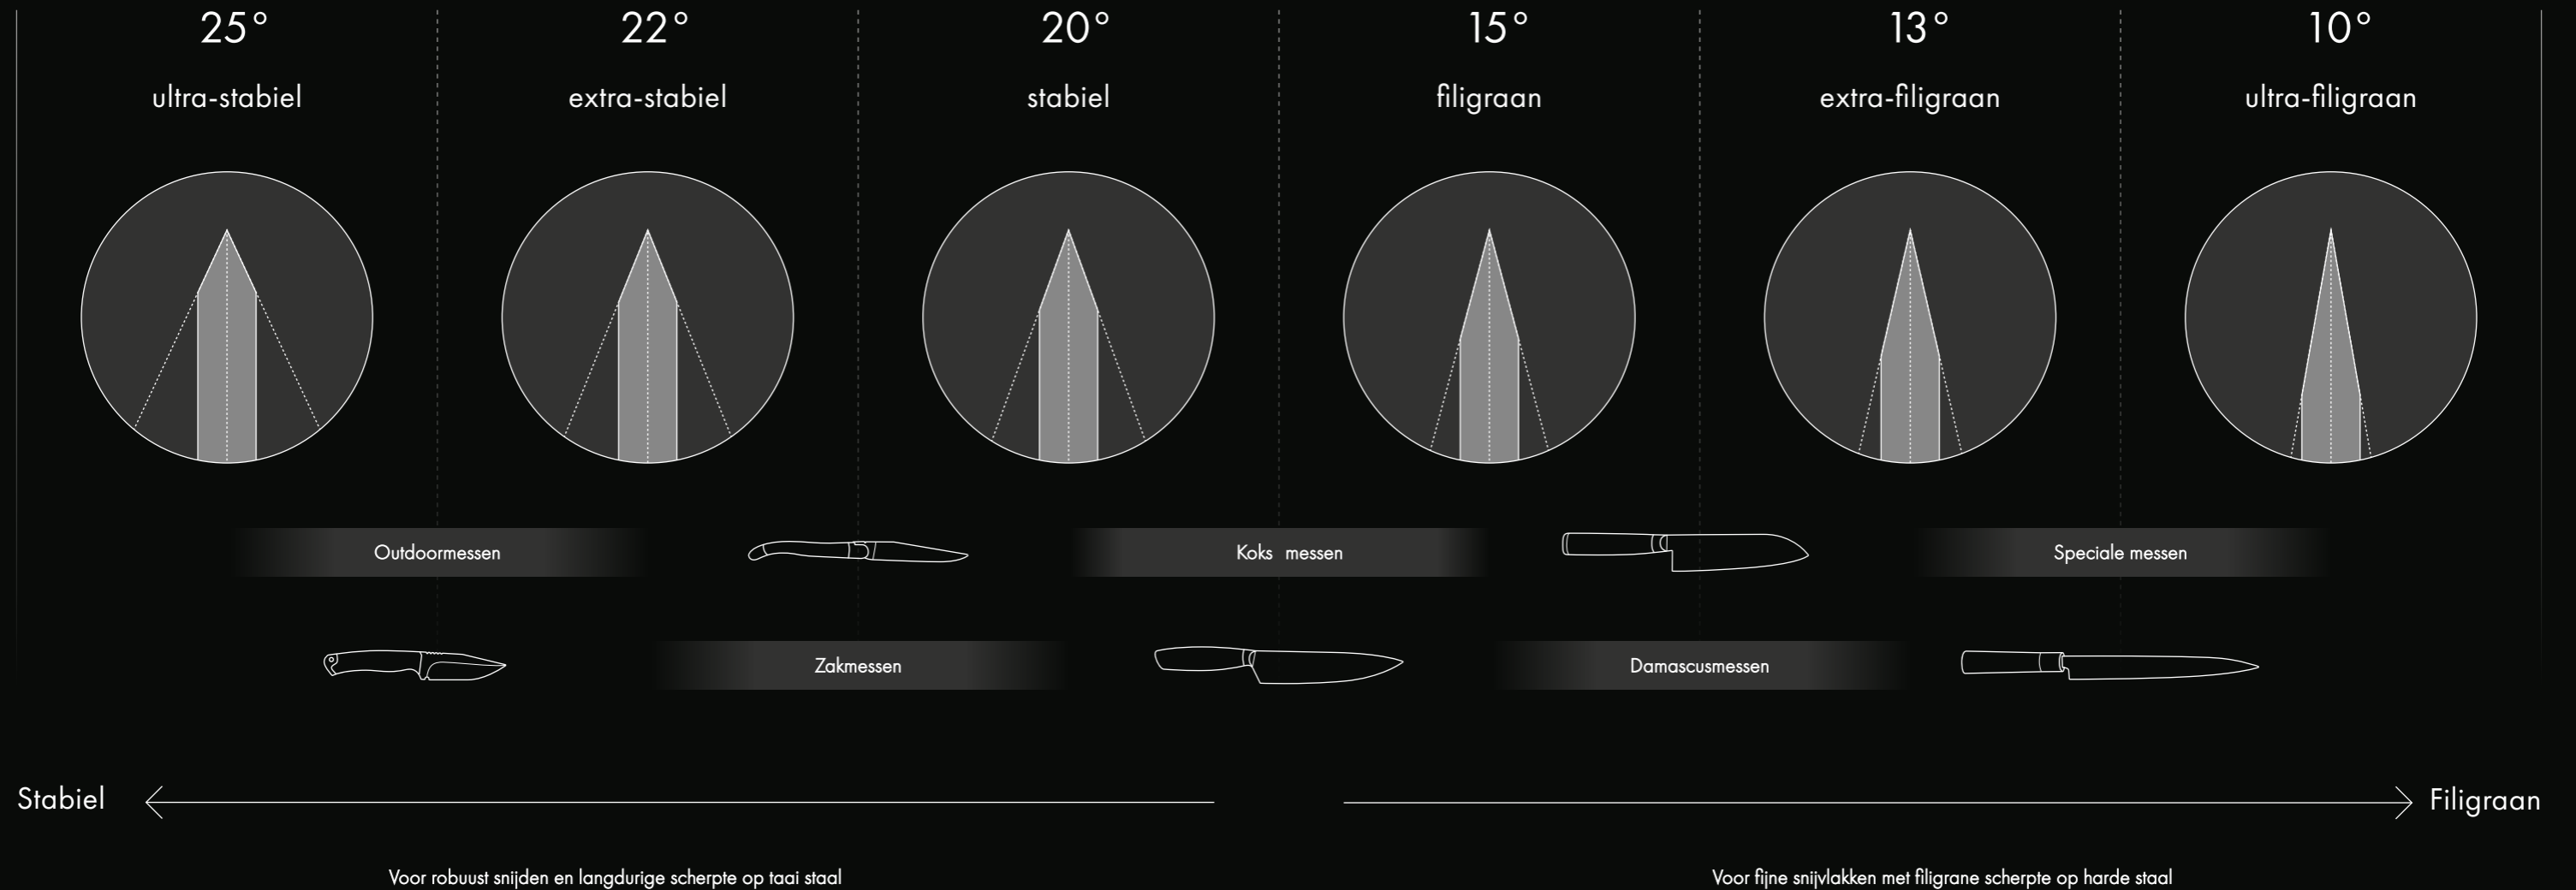 25° 22° 20° 15° 13° 10°
ultra-stabiel extra-stabiel stabiel filigraan extra-filigraan ultra-filigraan
Outdoormessen Koks messen Speciale messen
Zakmessen Damascusmessen
Stabiel Filigraan
Voor robuust snijden en langdurige scherpte op taai staal Voor fijne snijvlakken met filigrane scherpte op harde staal